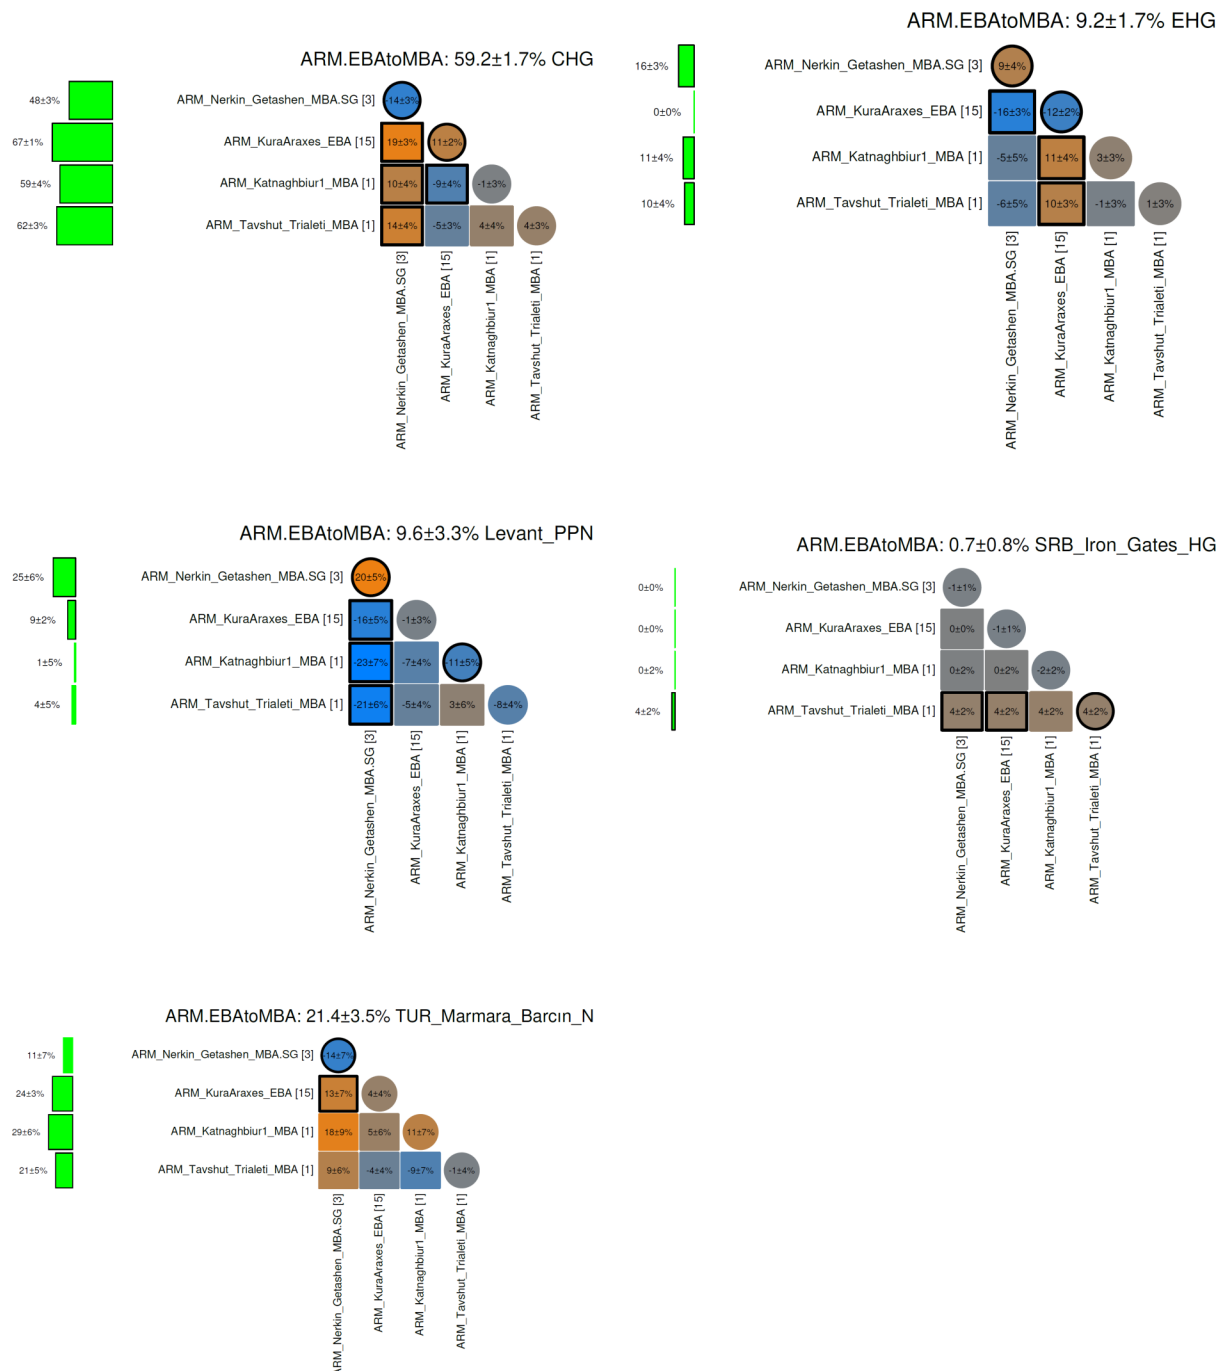 ARM.EBAtoMBA: 59.2±1.7% CHG
48±3% ARM_Nerkin_Getashen_MBA.SG [3] -14±3%
67±1% ARM_KuraAraxes_EBA [15] 19±3% 11±2%
59±4% ARM_Katnaghbiur1_MBA [1] 10±4% -9±4% -1±3%
62±3% ARM_Tavshut_Trialeti_MBA [1] 14±4% -5±3% 4±4% 4±3%
ARM_Nerkin_Getashen_MBA.SG [3]
ARM_KuraAraxes_EBA [15]
ARM_Katnaghbiur1_MBA [1]
ARM_Tavshut_Trialeti_MBA [1]
ARM.EBAtoMBA: 9.2±1.7% EHG
16±3% ARM_Nerkin_Getashen_MBA.SG [3] 9±4%
0±0% ARM_KuraAraxes_EBA [15] -16±3% -12±2%
11±4% ARM_Katnaghbiur1_MBA [1] -5±5% 11±4% 3±3%
10±4% ARM_Tavshut_Trialeti_MBA [1] -6±5% 10±3% -1±3% 1±3%
ARM_Nerkin_Getashen_MBA.SG [3]
ARM_KuraAraxes_EBA [15]
ARM_Katnaghbiur1_MBA [1]
ARM_Tavshut_Trialeti_MBA [1]
ARM.EBAtoMBA: 9.6±3.3% Levant_PPN
25±6% ARM_Nerkin_Getashen_MBA.SG [3] 20±5%
9±2% ARM_KuraAraxes_EBA [15] -16±5% -1±3%
1±5% ARM_Katnaghbiur1_MBA [1] -23±7% -7±4% -11±5%
4±5% ARM_Tavshut_Trialeti_MBA [1] -21±6% -5±4% 3±6% -8±4%
ARM_Nerkin_Getashen_MBA.SG [3]
ARM_KuraAraxes_EBA [15]
ARM_Katnaghbiur1_MBA [1]
ARM_Tavshut_Trialeti_MBA [1]
ARM.EBAtoMBA: 0.7±0.8% SRB_Iron_Gates_HG
0±0% ARM_Nerkin_Getashen_MBA.SG [3] -1±1%
0±0% ARM_KuraAraxes_EBA [15] 0±0% -1±1%
0±2% ARM_Katnaghbiur1_MBA [1] 0±2% 0±2% -2±2%
4±2% ARM_Tavshut_Trialeti_MBA [1] 4±2% 4±2% 4±2% 4±2%
ARM_Nerkin_Getashen_MBA.SG [3]
ARM_KuraAraxes_EBA [15]
ARM_Katnaghbiur1_MBA [1]
ARM_Tavshut_Trialeti_MBA [1]
ARM.EBAtoMBA: 21.4±3.5% TUR_Marmara_Barcın_N
11±7% ARM_Nerkin_Getashen_MBA.SG [3] -14±7%
24±3% ARM_KuraAraxes_EBA [15] 13±7% 4±4%
29±6% ARM_Katnaghbiur1_MBA [1] 18±9% 5±6% 11±7%
21±5% ARM_Tavshut_Trialeti_MBA [1] 9±6% -4±4% -9±7% -1±4%
ARM_Nerkin_Getashen_MBA.SG [3]
ARM_KuraAraxes_EBA [15]
ARM_Katnaghbiur1_MBA [1]
ARM_Tavshut_Trialeti_MBA [1]